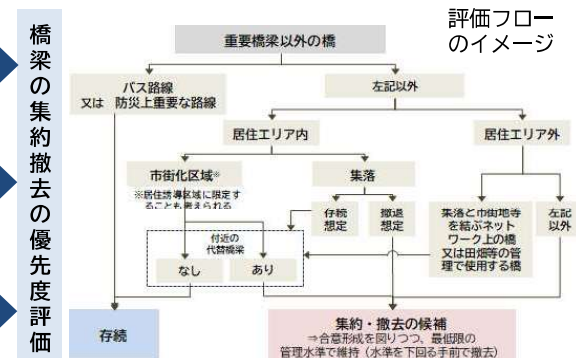 橋梁の集約撤去の優先度評価
評価フロー
のイメージ
重要橋梁以外の橋
バス路線
又は 防災上重要な路線
左記以外
居住エリア内
居住エリア外
市街化区域※
※居住誘導区域に限定す
ることも考えられる
集落
存続
想定
撤退
想定
集落と市街地等
を結ぶネット
ワーク上の橋
又は田畑等の管
理で使用する橋
左記
以外
付近の
代替橋梁
なし
あり
存続
集約・撤去の候補
⇒合意形成を図りつつ、最低限の
管理水準で維持（水準を下回る手前で撤去）